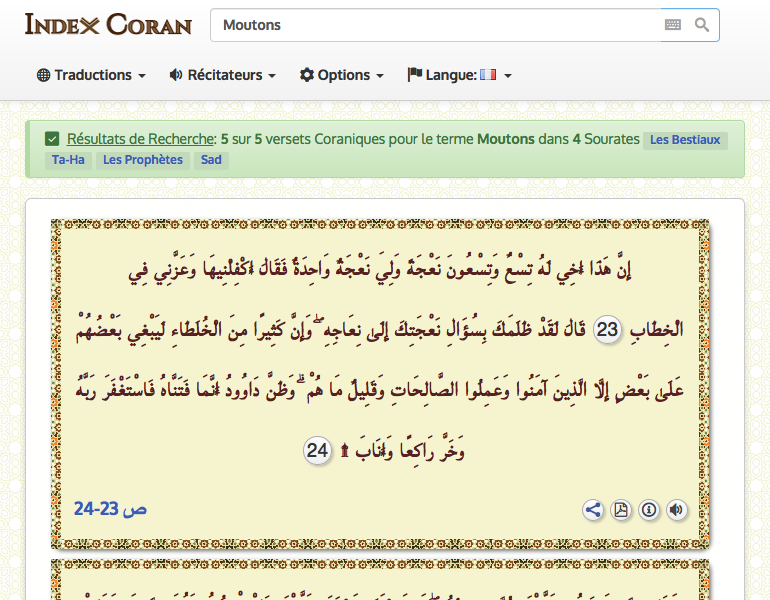 Index Coran
Moutons
Traductions Récitateurs Options Langue:
Résultats de Recherche: 5 sur 5 versets Coraniques pour le terme Moutons dans 4 Sourates Les Bestiaux
Ta-Ha Les Prophètes Sad
إِنَّ هَذَا أَخِي لَهُ تِسْعٌ وَتِسْعُونَ نَعْجَةً وَلِيَ نَعْجَةٌ وَاحِدَةٌ فَقَالَ أَكْفِلْنِيهَا وَعَزَّنِي فِي
الْخِطَابِ 23 قَالَ لَقَدْ ظَلَمَكَ بِسُؤَالِ نَعْجَتِكَ إِلَىٰ نِعَاجِهِ ۖ وَإِنَّ كَثِيرًا مِنَ الْخُلَطَاءِ لَيَبْغِي بَعْضُهُمْ
عَلَىٰ بَعْضٍ إِلَّا الَّذِينَ آمَنُوا وَعَمِلُوا الصَّالِحَاتِ وَقَلِيلٌ مَا هُمْ ۗ وَظَنَّ دَاوُودُ أَنَّمَا فَتَنَّاهُ فَاسْتَغْفَرَ رَبَّهُ
وَخَرَّ رَاكِعًا وَأَنَابَ ۩ 24
ص 23-24